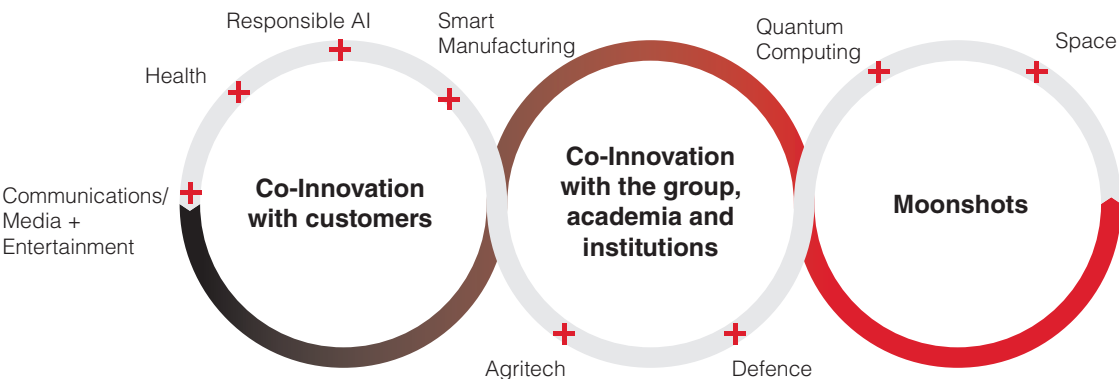 Responsible AI
Smart
Manufacturing
Health
Communications/
Media +
Entertainment
Co-Innovation
with customers
Co-Innovation
with the group,
academia and
institutions
Agritech
Defence
Quantum
Computing
Space
Moonshots